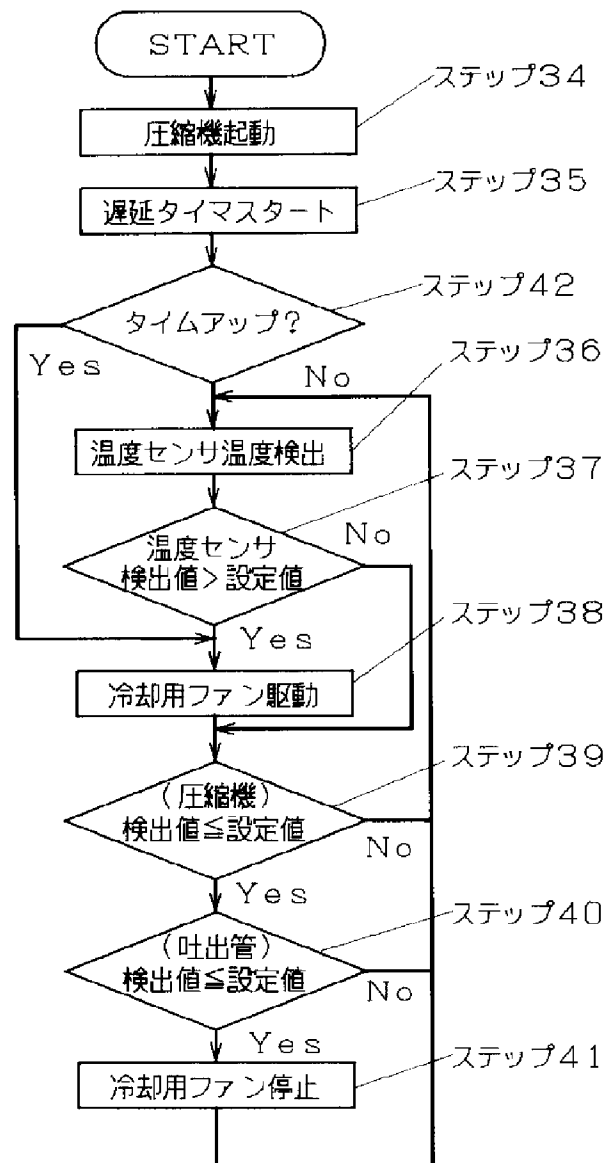 START
ステップ34
圧縮機起動
ステップ35
遅延タイマスタート
ステップ42
タイムアップ?
Yes
No
ステップ36
温度センサ温度検出
ステップ37
温度センサ
検出値>設定値
No
Yes
ステップ38
冷却用ファン駆動
ステップ39
(圧縮機)
検出値≦設定値
No
Yes
ステップ40
(吐出管)
検出値≦設定値
No
Yes
ステップ41
冷却用ファン停止